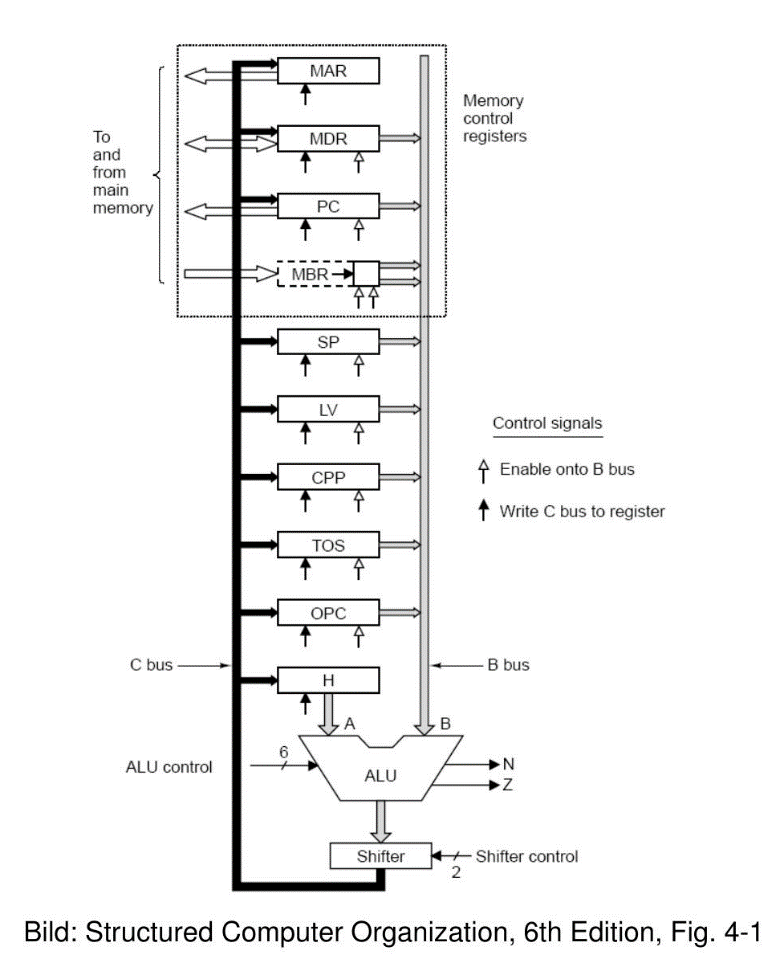 MAR
Memory
control
registers
To
and
from
main
memory
MDR
PC
MBR
SP
LV
Control signals
Enable onto B bus
CPP
Write C bus to register
TOS
OPC
C bus
B bus
H
A
B
6
ALU control
ALU
N
Z
Shifter
Shifter control
2
Bild: Structured Computer Organization, 6th Edition, Fig. 4-1